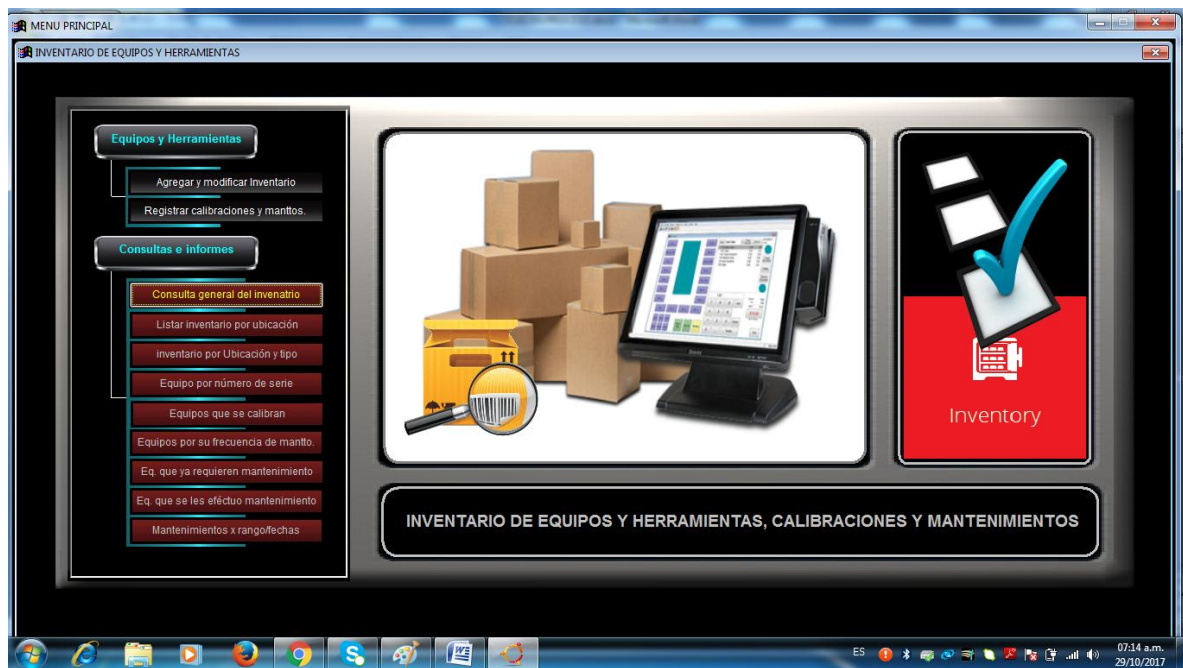 MENU PRINCIPAL
INVENTARIO DE EQUIPOS Y HERRAMIENTAS
Equipos y Herramientas
Agregar y modificar Inventario
Registrar calibraciones y manttos.
Consultas e informes
Consulta general del invenatrio
Listar inventario por ubicación
inventario por Ubicación y tipo
Equipo por número de serie
Equipos que se calibran
Equipos por su frecuencia de mantto.
Eq. que ya requieren mantenimiento
Eq. que se les eféctuo mantenimiento
Mantenimientos x rango/fechas
Inventory
INVENTARIO DE EQUIPOS Y HERRAMIENTAS, CALIBRACIONES Y MANTENIMIENTOS
ES
07:14 a.m.
29/10/2017